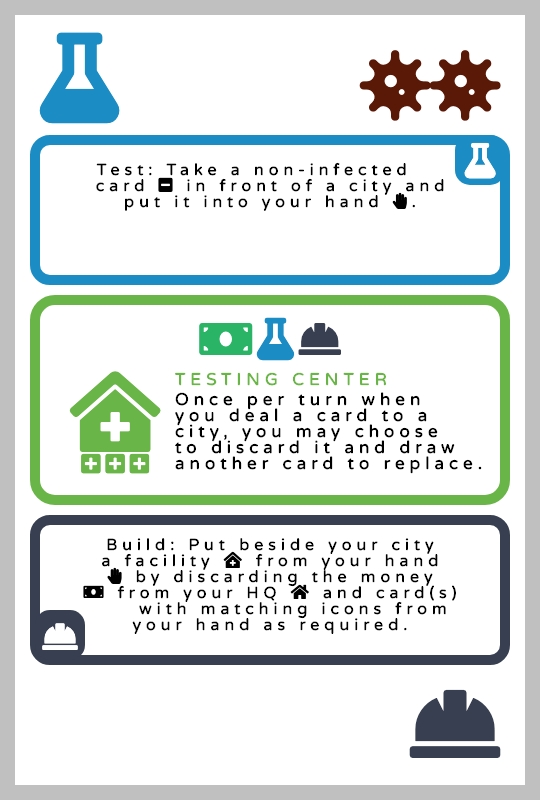 Test: Take a non-infected
card in front of a city and
put it into your hand .
TESTING CENTER
Once per turn when
you deal a card to a
city, you may choose
to discard it and draw
another card to replace.
Build: Put beside your city
a facility from your hand
by discarding the money
from your HQ and card(s)
with matching icons from
your hand as required.